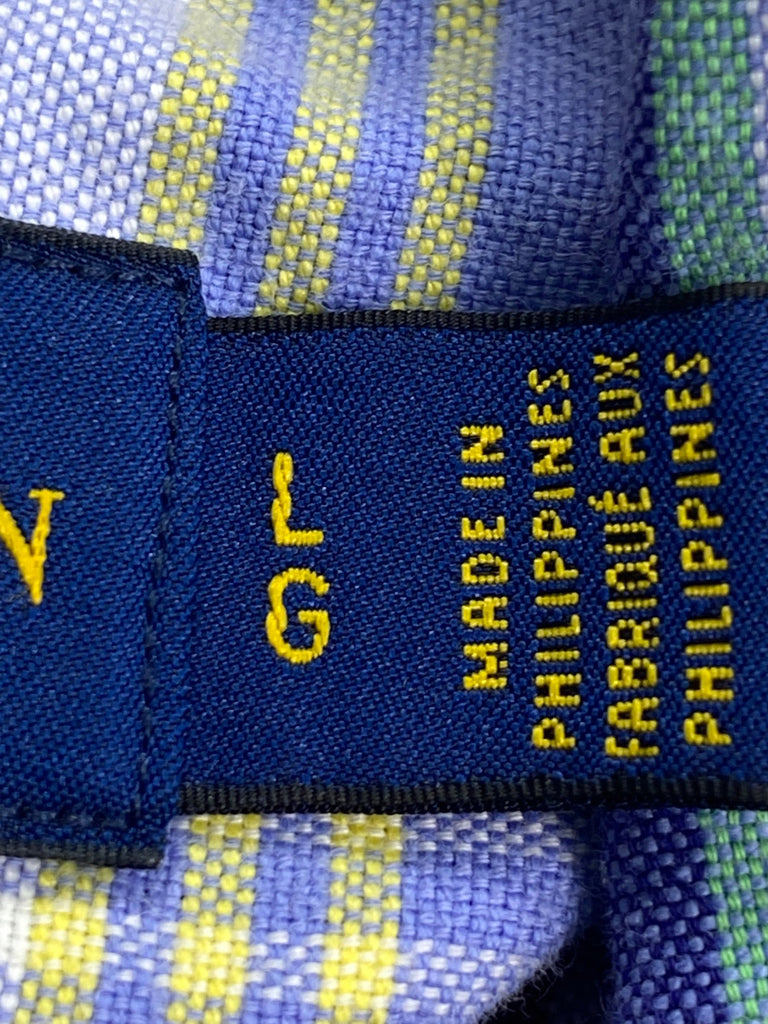 N
L
G
MADE IN
PHILIPPINES
FABRIQUÉ AUX
PHILIPPINES